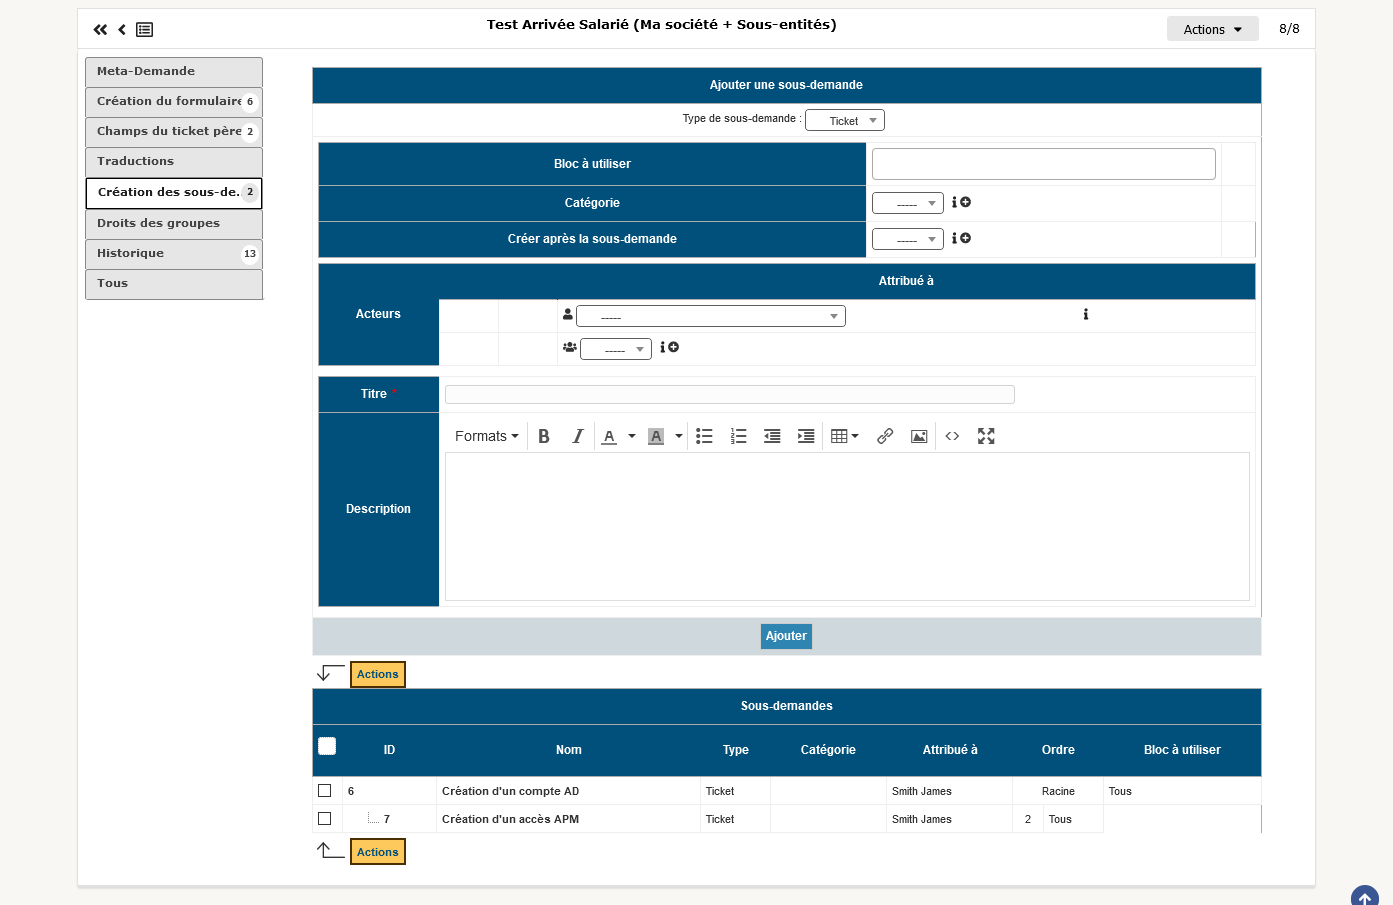 Test Arrivée Salarié (Ma société + Sous-entités)
Actions
8/8
Meta-Demande
Création du formulaire 6
Champs du ticket père 2
Traductions
Création des sous-de... 2
Droits des groupes
Historique 13
Tous
Ajouter une sous-demande
Type de sous-demande : Ticket
Bloc à utiliser
Catégorie -----
Créer après la sous-demande -----
Attribué à
Acteurs
-----
-----
Titre *
Formats B I A A
Description
Ajouter
Actions
Sous-demandes
ID Nom Type Catégorie Attribué à Ordre Bloc à utiliser
6 Création d'un compte AD Ticket Smith James Racine Tous
7 Création d'un accès APM Ticket Smith James 2 Tous
Actions